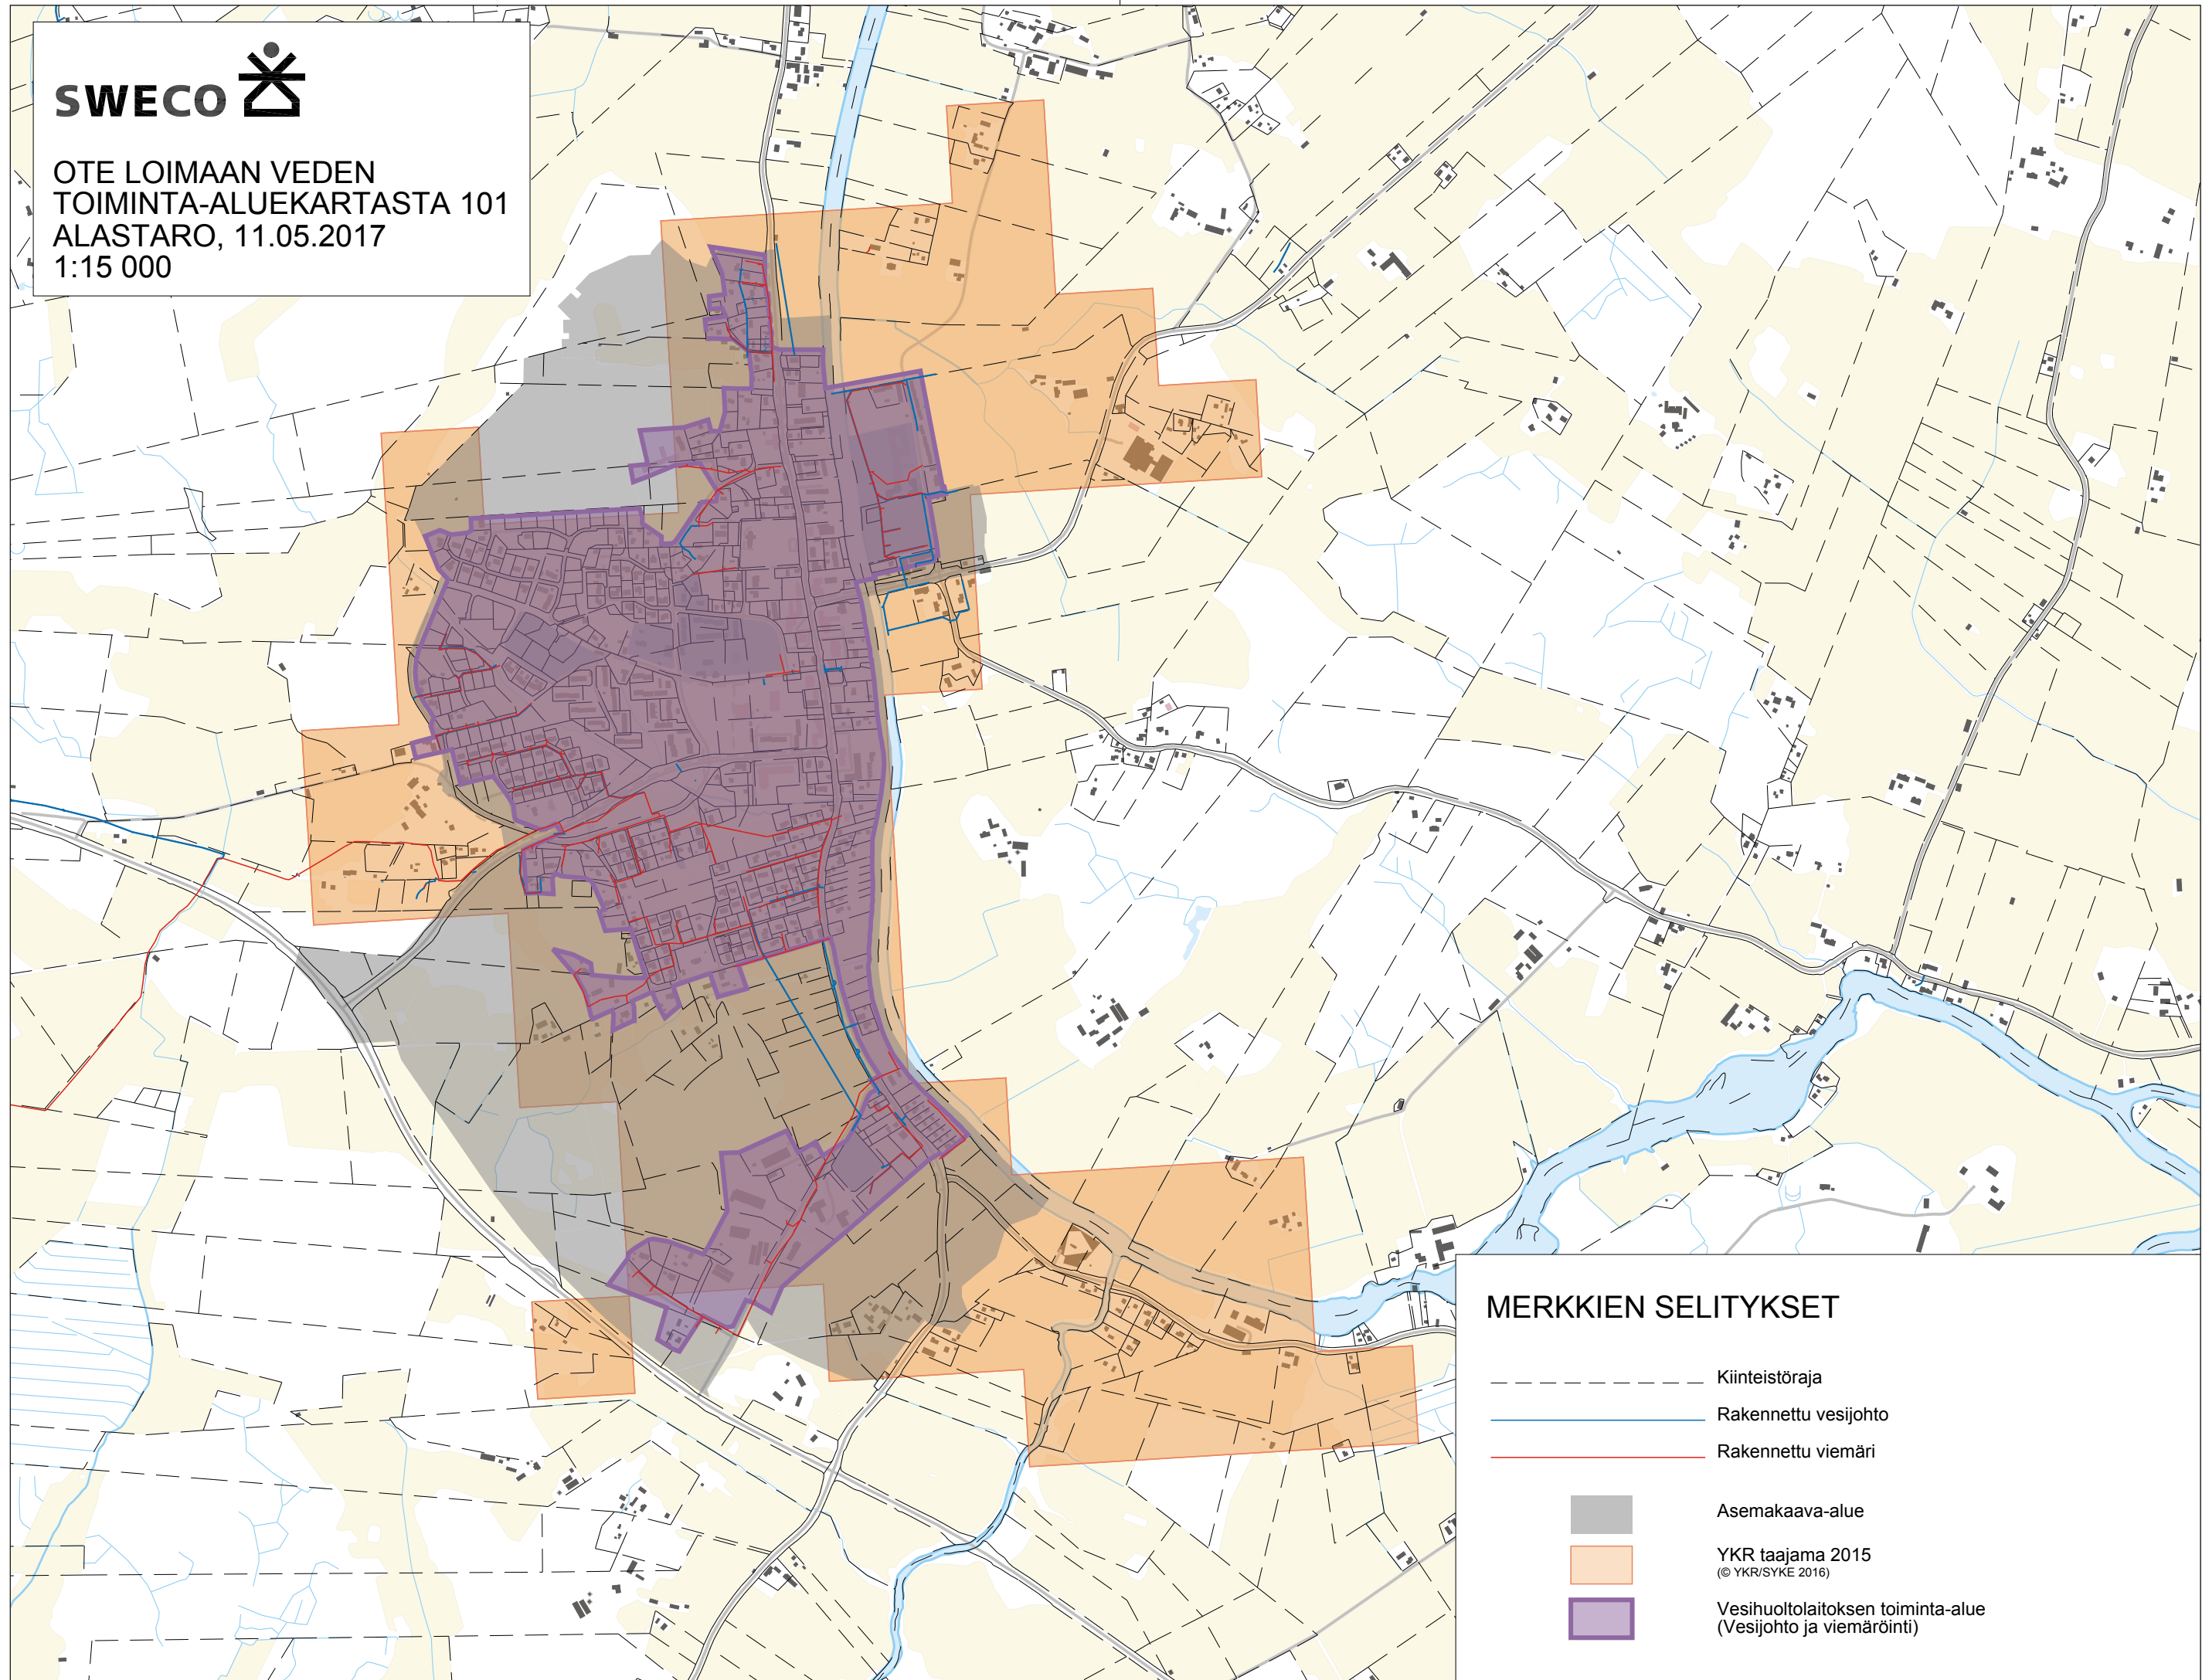 SWECO
OTE LOIMAAN VEDEN
TOIMINTA-ALUEKARTASTA 101
ALASTARO, 11.05.2017
1:15 000
MERKKIEN SELITYKSET
Kiinteistöraja
Rakennettu vesijohto
Rakennettu viemäri
Asemakaava-alue
YKR taajama 2015
(© YKR/SYKE 2016)
Vesihuoltolaitoksen toiminta-alue
(Vesijohto ja viemäröinti)